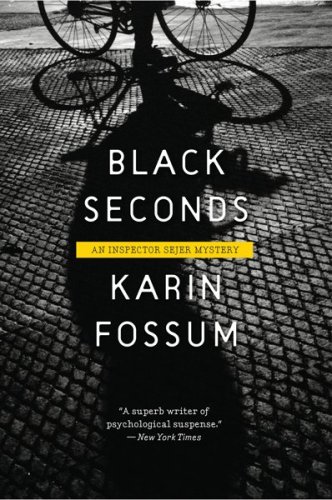 BLACK
SECONDS
AN INSPECTOR SEJER MYSTERY
KARIN
FOSSUM
“A superb writer of
psychological suspense.”
— New York Times